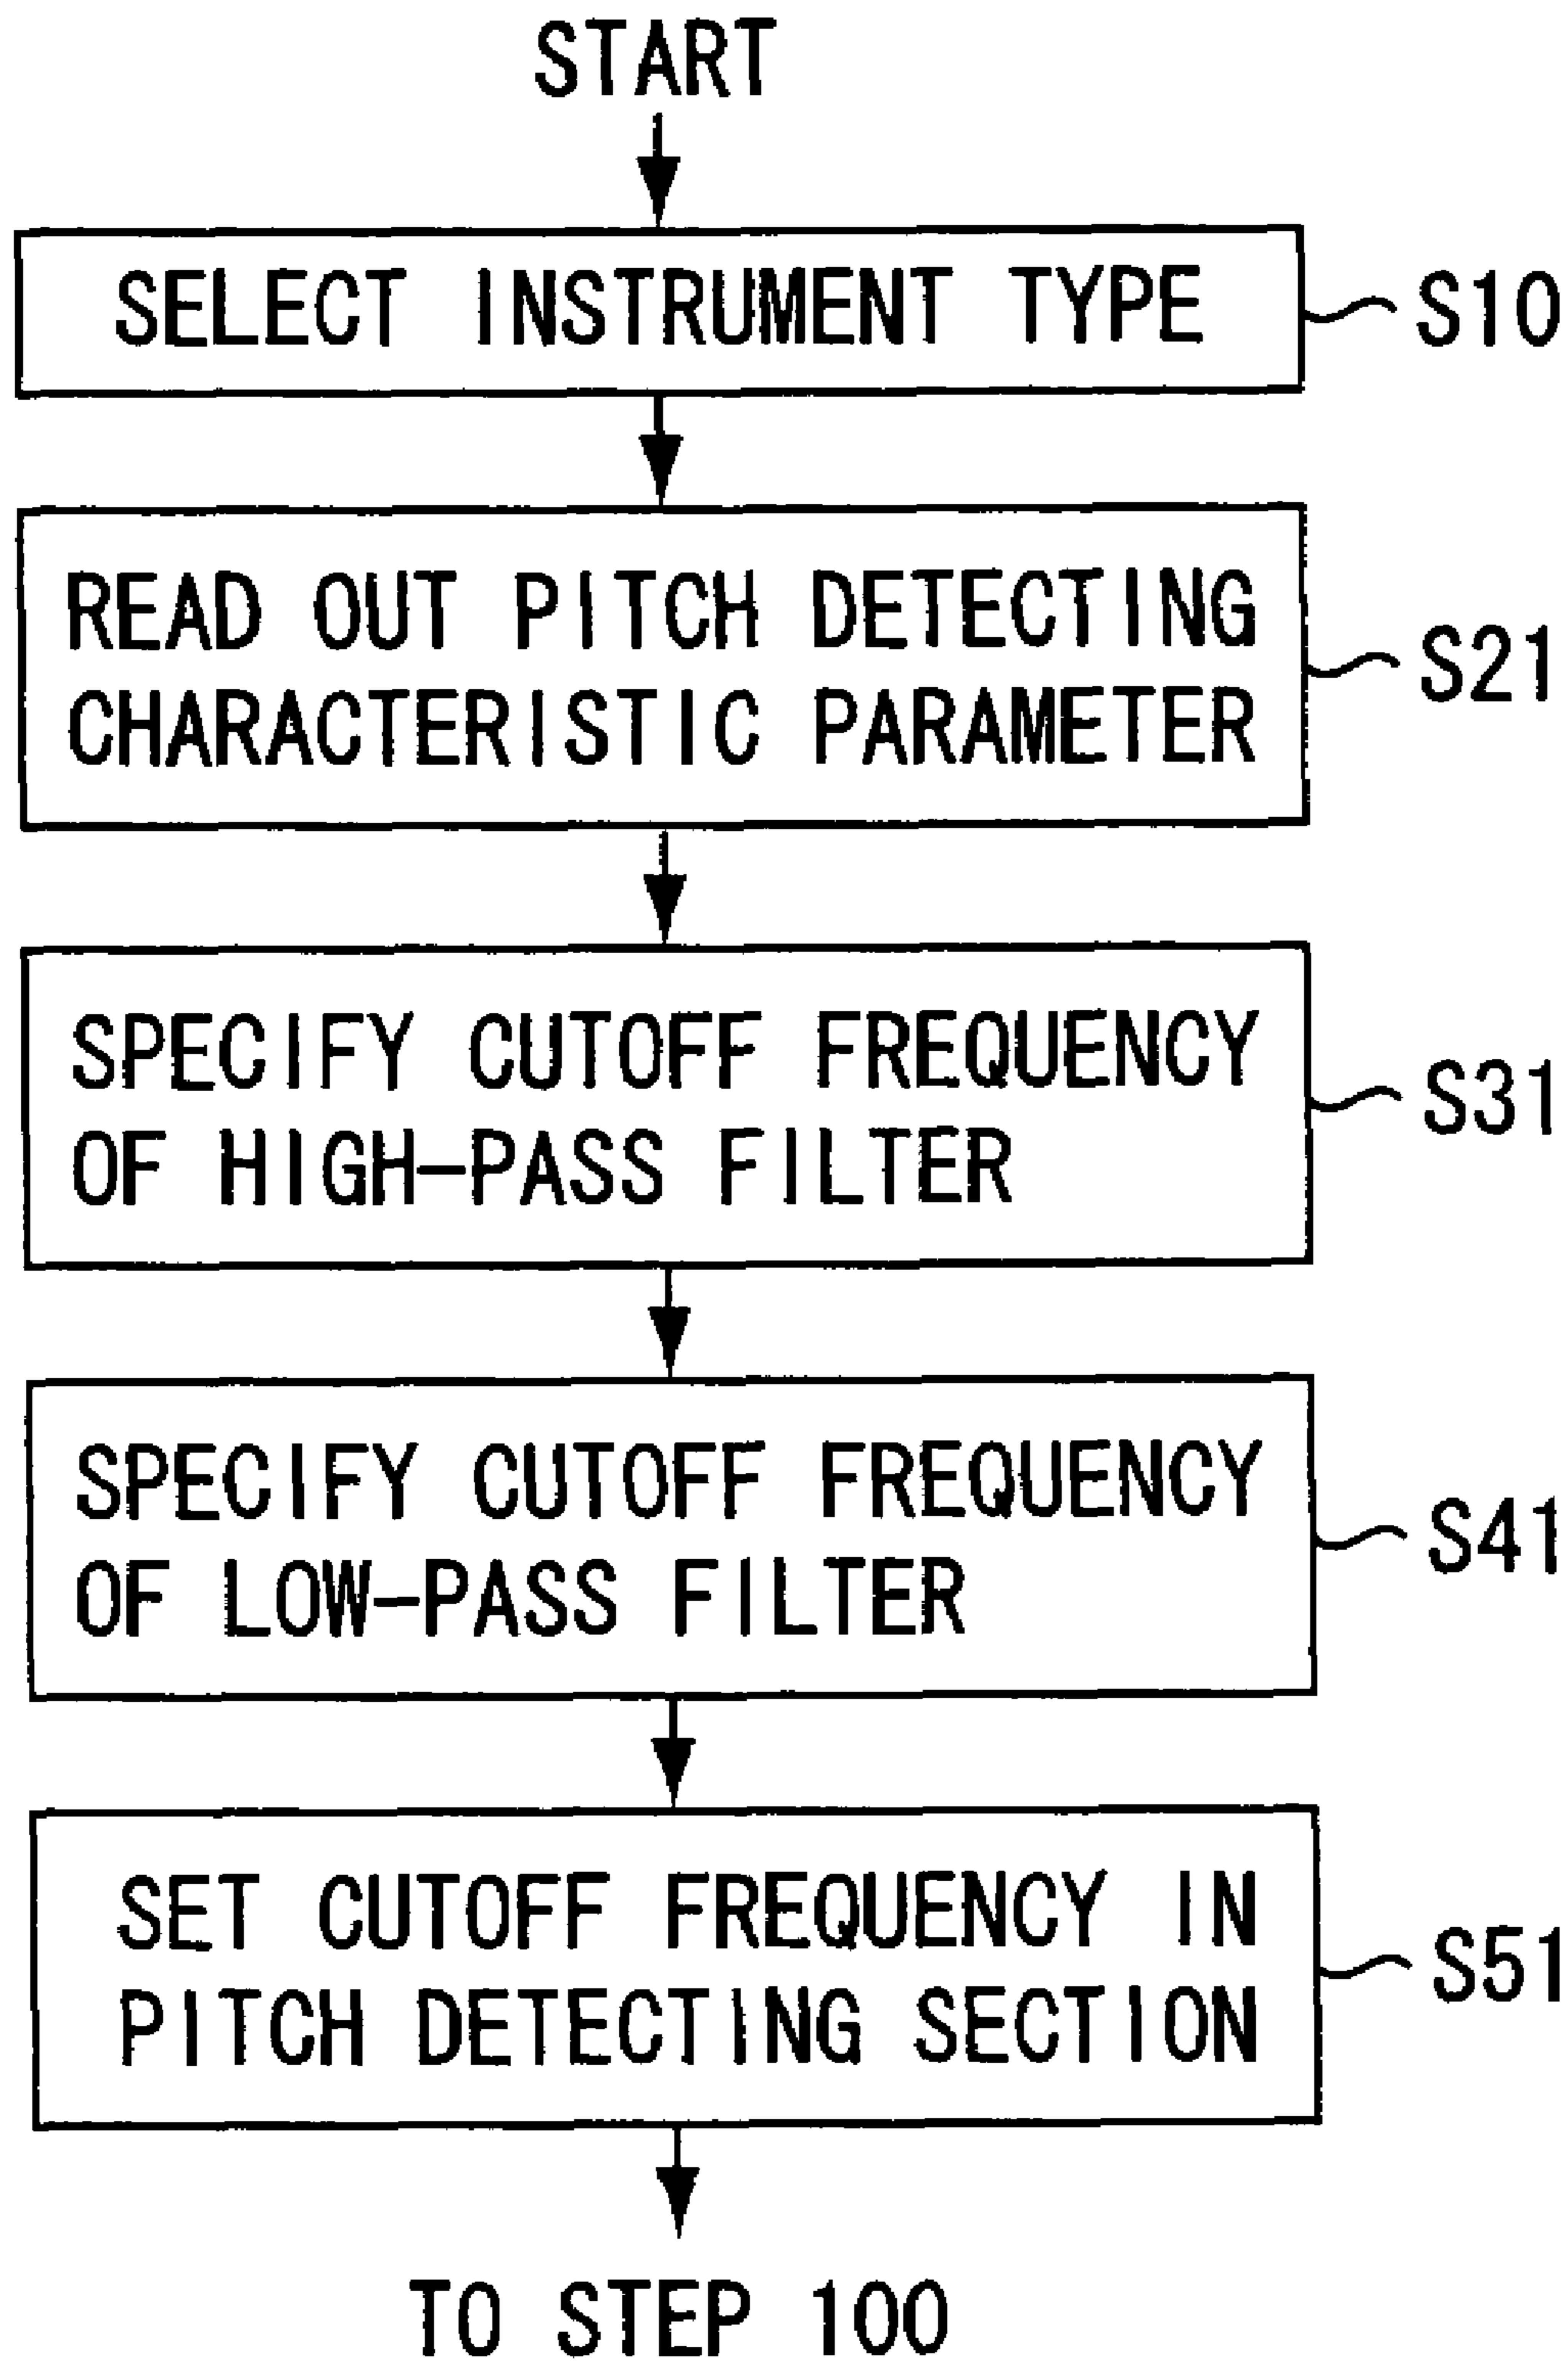 START
SELECT INSTRUMENT TYPE
S10
READ OUT PITCH DETECTING
CHARACTERISTIC PARAMETER
S21
SPECIFY CUTOFF FREQUENCY
OF HIGH-PASS FILTER
S31
SPECIFY CUTOFF FREQUENCY
OF LOW-PASS FILTER
S41
SET CUTOFF FREQUENCY IN
PITCH DETECTING SECTION
S51
TO STEP 100